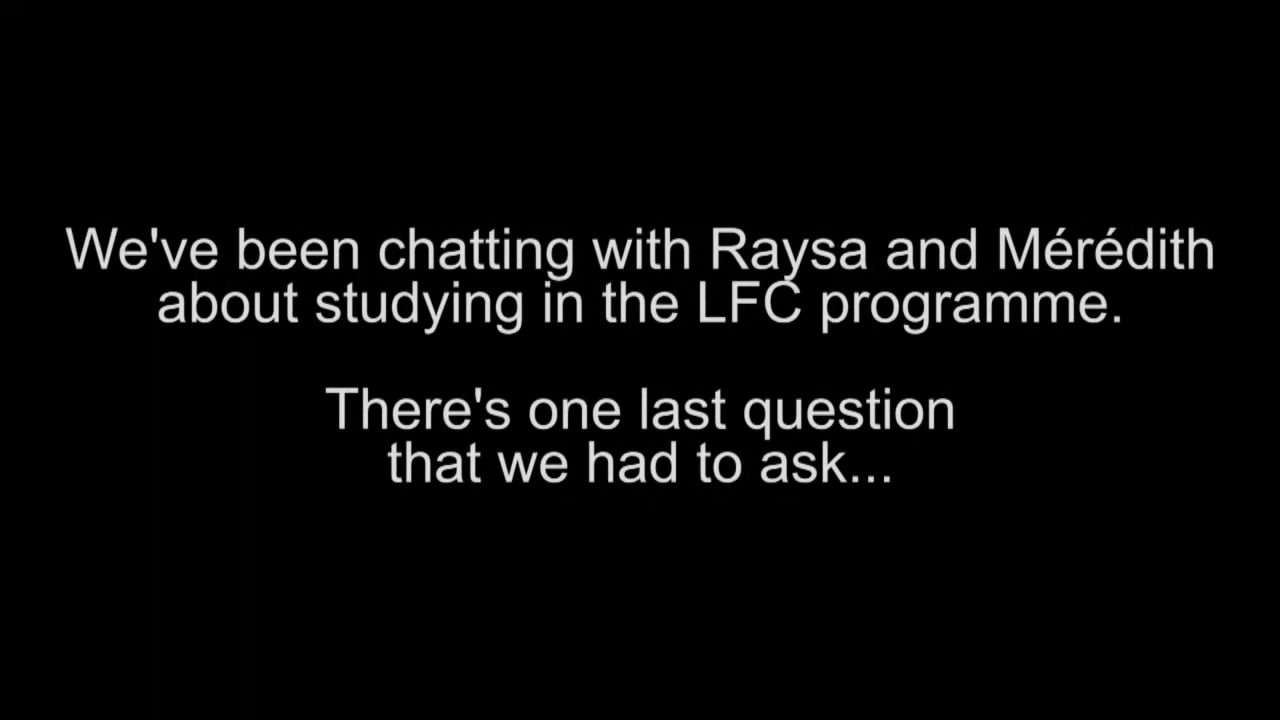 We've been chatting with Raysa and Mérédith
about studying in the LFC programme.
There's one last question
that we had to ask...